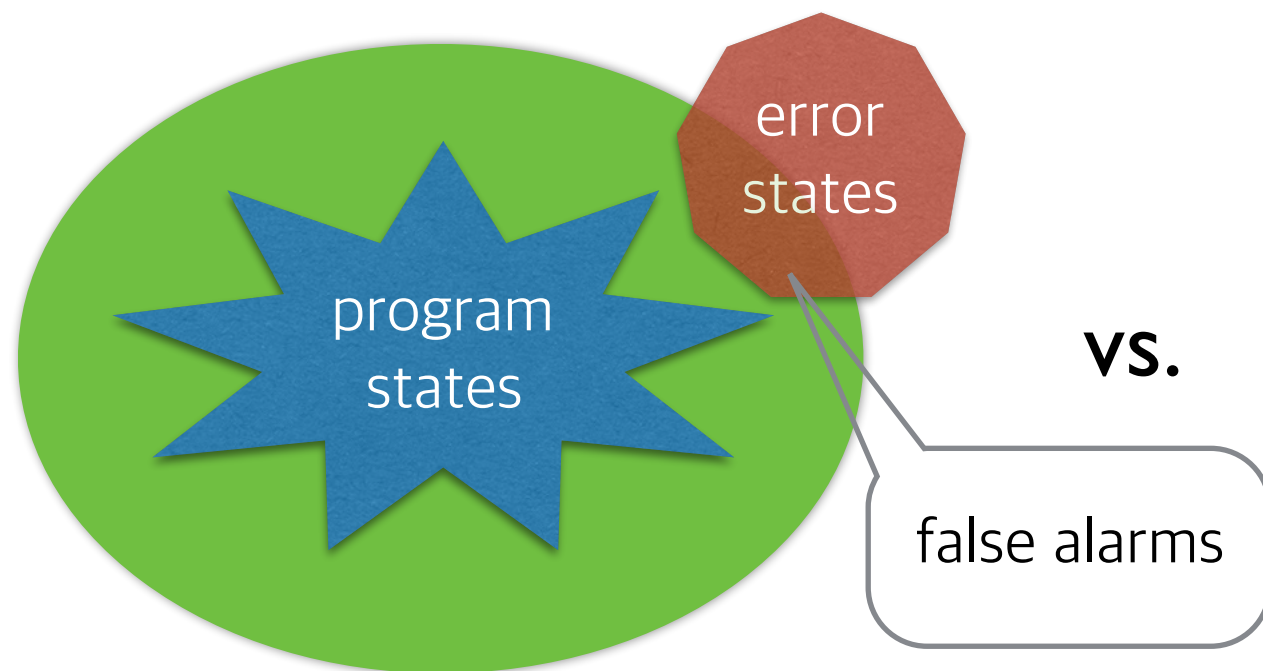 error
states
program
states
vs.
false alarms